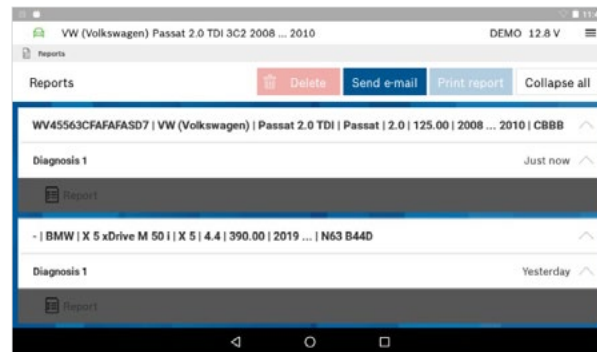 VW (Volkswagen) Passat 2.0 TDI 3C2 2008 ... 2010 DEMO 12.8 V
Reports
Reports Delete Send e-mail Print report Collapse all
WV45563CFAFAFASD7 | VW (Volkswagen) | Passat 2.0 TDI | Passat | 2.0 | 125.00 | 2008 ... 2010 | CBBB
Diagnosis 1 Just now
Report
- | BMW | X 5 xDrive M 50 i | X 5 | 4.4 | 390.00 | 2019 ... | N63 B44D
Diagnosis 1 Yesterday
Report